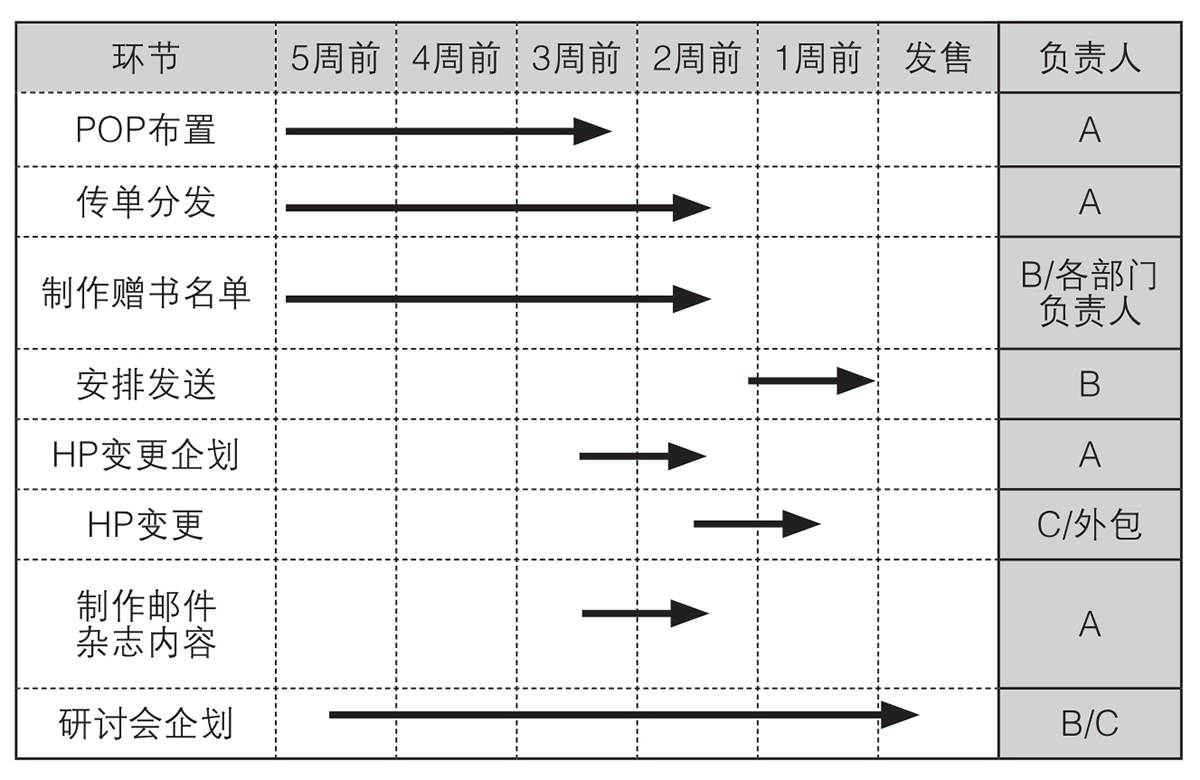 环节 5周前 4周前 3周前 2周前 1周前 发售 负责人
POP布置 A
传单分发 A
制作赠书名单 B/各部门
负责人
安排发送 B
HP变更企划 A
HP变更 C/外包
制作邮件
杂志内容 A
研讨会企划 B/C